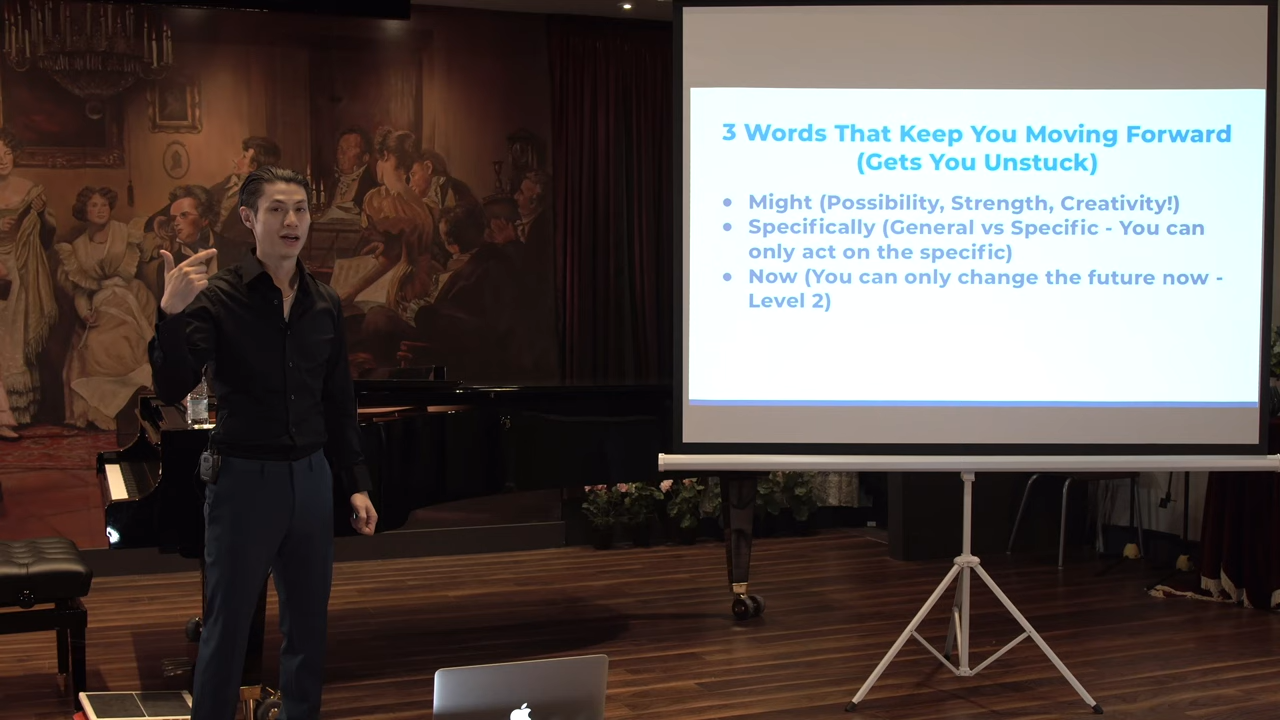 3 Words That Keep You Moving Forward
(Gets You Unstuck)
● Might (Possibility, Strength, Creativity!)
● Specifically (General vs Specific - You can
only act on the specific)
● Now (You can only change the future now -
Level 2)